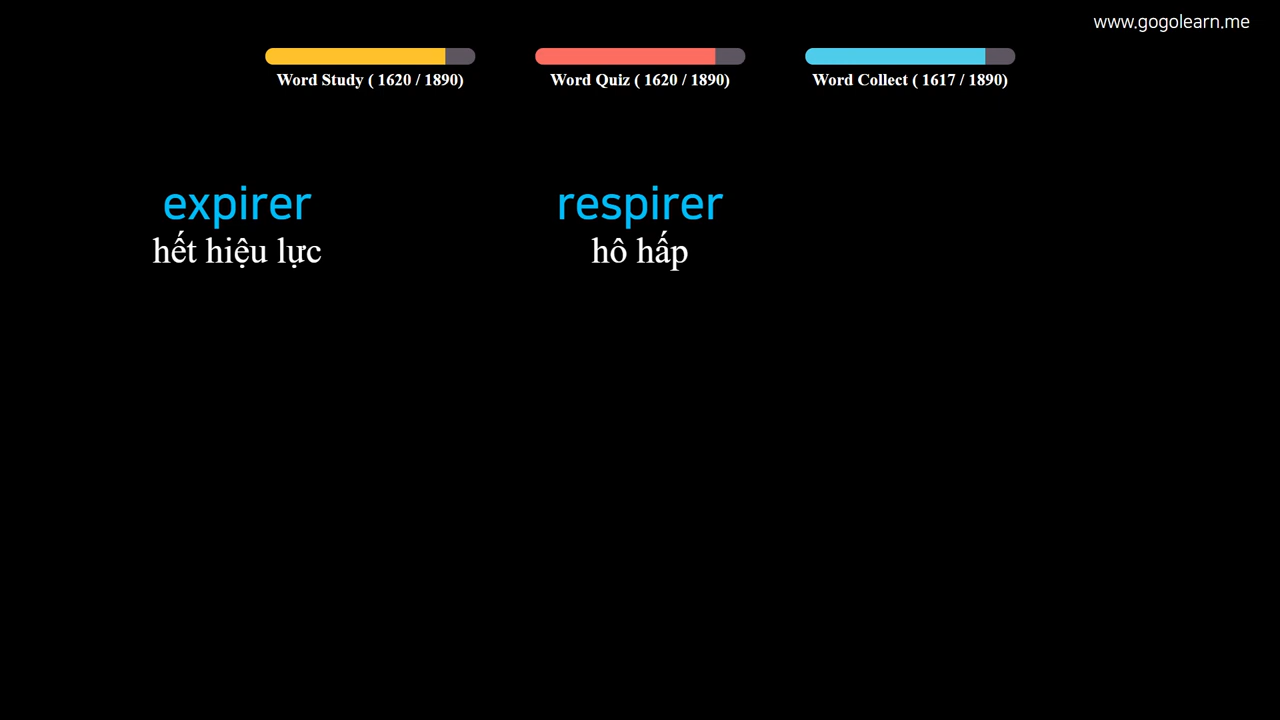 www.gogolearn.me
Word Study ( 1620 / 1890)
Word Quiz ( 1620 / 1890)
Word Collect ( 1617 / 1890)
expirer
hết hiệu lực
respirer
hô hấp